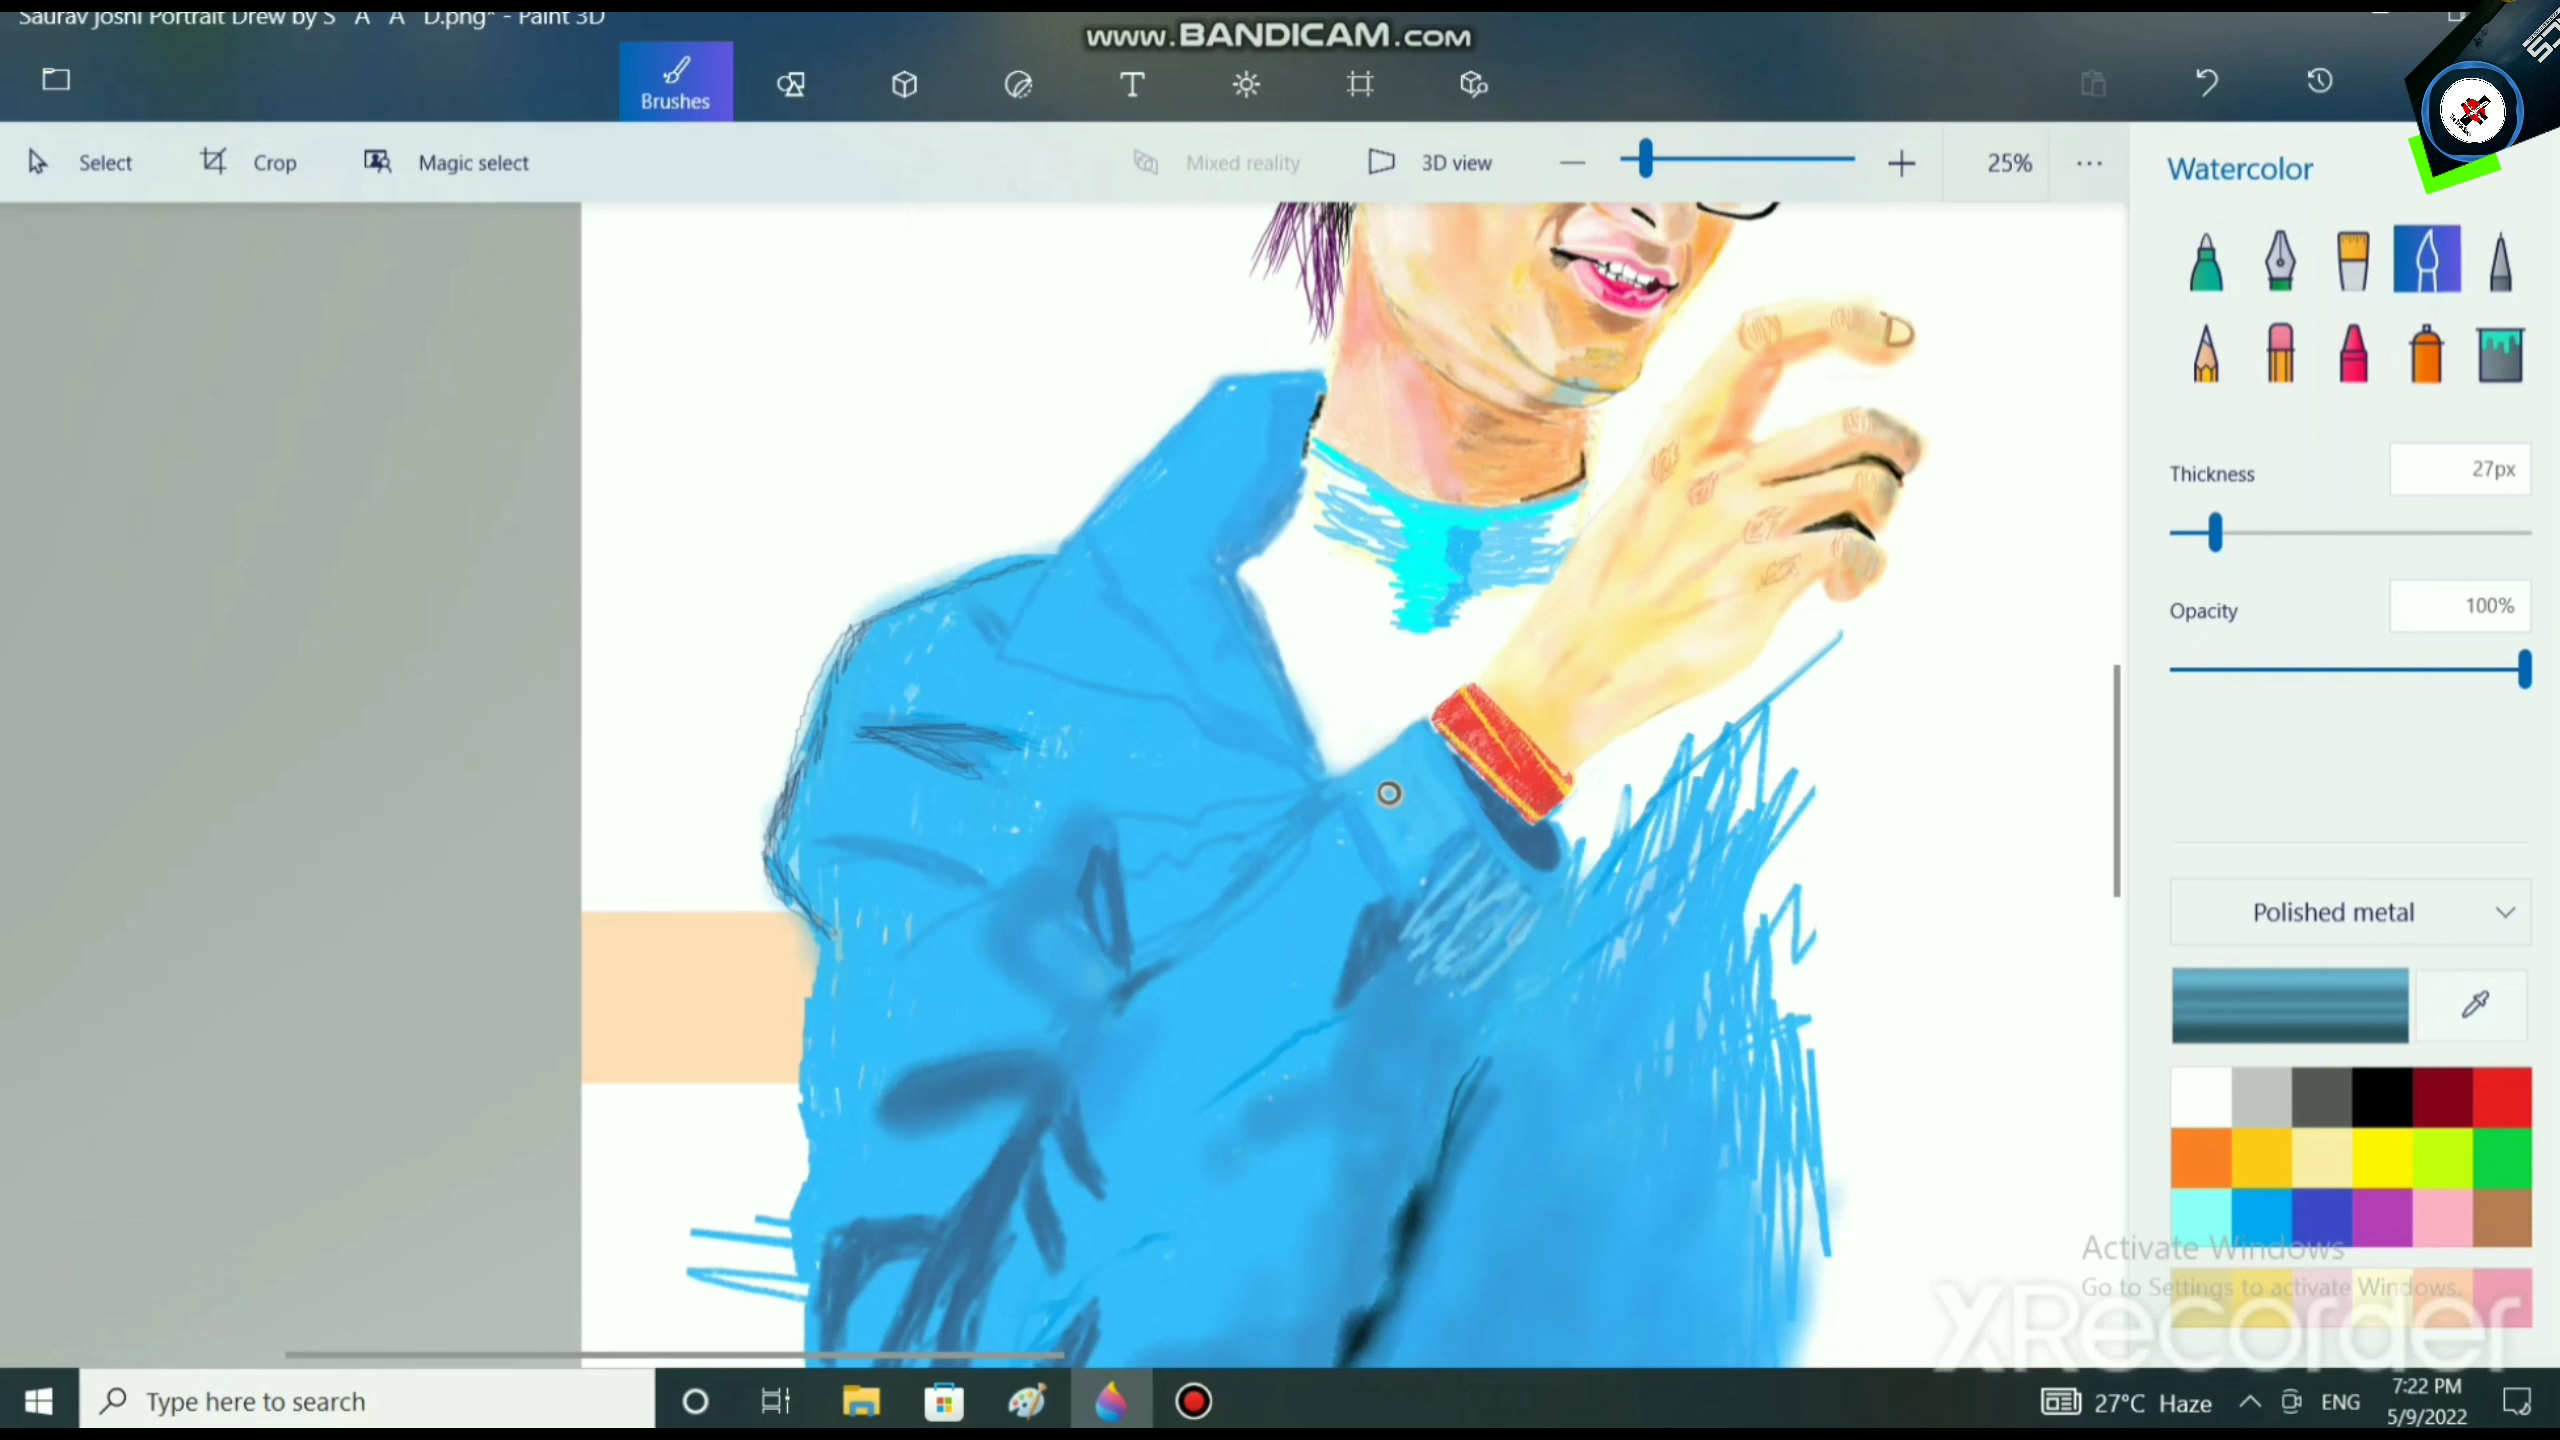 Saurav Joshi Portrait Drew by S A A D.png* - Paint 3D
www.BANDICAM.com
Brushes
Select
Crop
Magic select
Mixed reality
3D view
25%
Watercolor
Thickness
27px
Opacity
100%
Polished metal
Activate Windows
Go to Settings to activate Windows.
XRecorder
Type here to search
27°C Haze
ENG
7:22 PM
5/9/2022